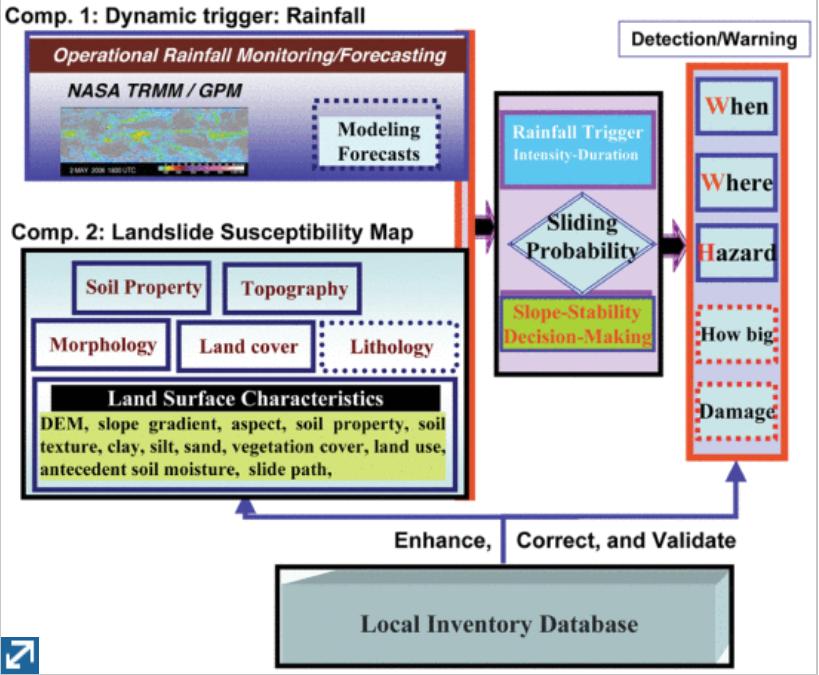 Comp. 1: Dynamic trigger: Rainfall
Operational Rainfall Monitoring/Forecasting
NASA TRMM / GPM
2 MAY 2006 1800 UTC
Modeling
Forecasts
Comp. 2: Landslide Susceptibility Map
Soil Property
Topography
Morphology
Land cover
Lithology
Land Surface Characteristics
DEM, slope gradient, aspect, soil property, soil
texture, clay, silt, sand, vegetation cover, land use,
antecedent soil moisture, slide path,
Rainfall Trigger
Intensity-Duration
Sliding
Probability
Slope-Stability
Decision-Making
Detection/Warning
When
Where
Hazard
How big
Damage
Enhance, Correct, and Validate
Local Inventory Database